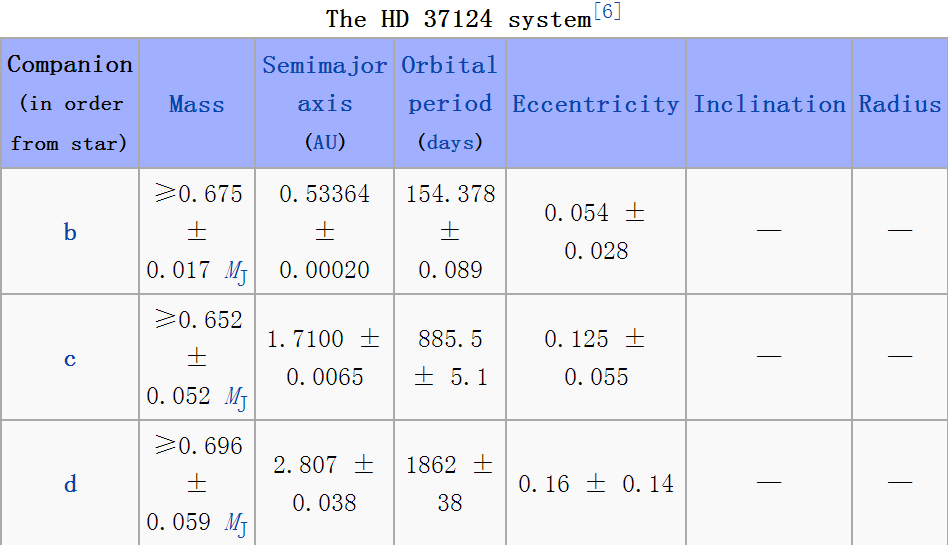 The HD 37124 system[6]
Companion
(in order
from star)
Mass
Semimajor
axis
(AU)
Orbital
period
(days)
Eccentricity
Inclination
Radius
b
≥0.675
±
0.017 MJ
0.53364
±
0.00020
154.378
±
0.089
0.054 ±
0.028
—
—
c
≥0.652
±
0.052 MJ
1.7100 ±
0.0065
885.5
± 5.1
0.125 ±
0.055
—
—
d
≥0.696
±
0.059 MJ
2.807 ±
0.038
1862 ±
38
0.16 ± 0.14
—
—